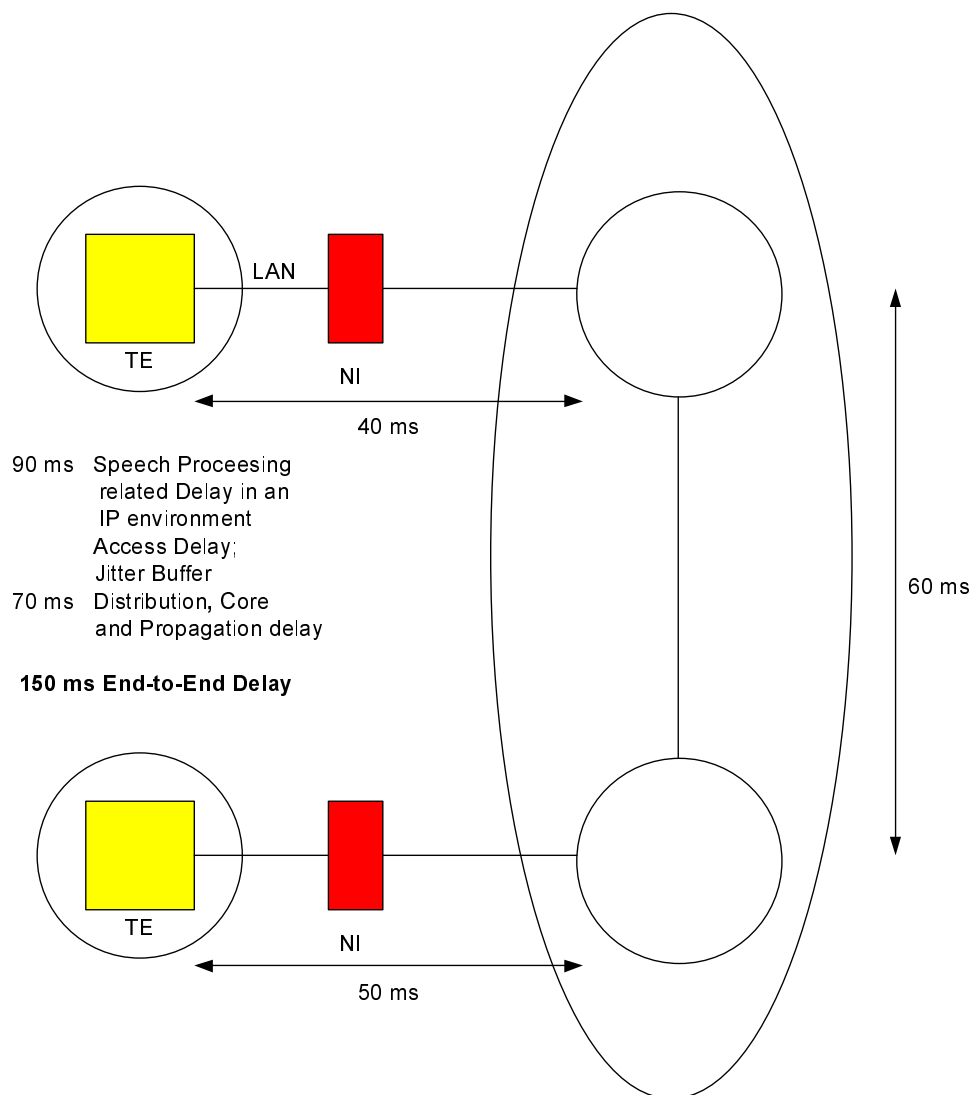 LAN
TE
NI
40 ms
90 ms Speech Proceesing
related Delay in an
IP environment
Access Delay;
Jitter Buffer
70 ms Distribution, Core
and Propagation delay
60 ms
150 ms End-to-End Delay
TE
NI
50 ms